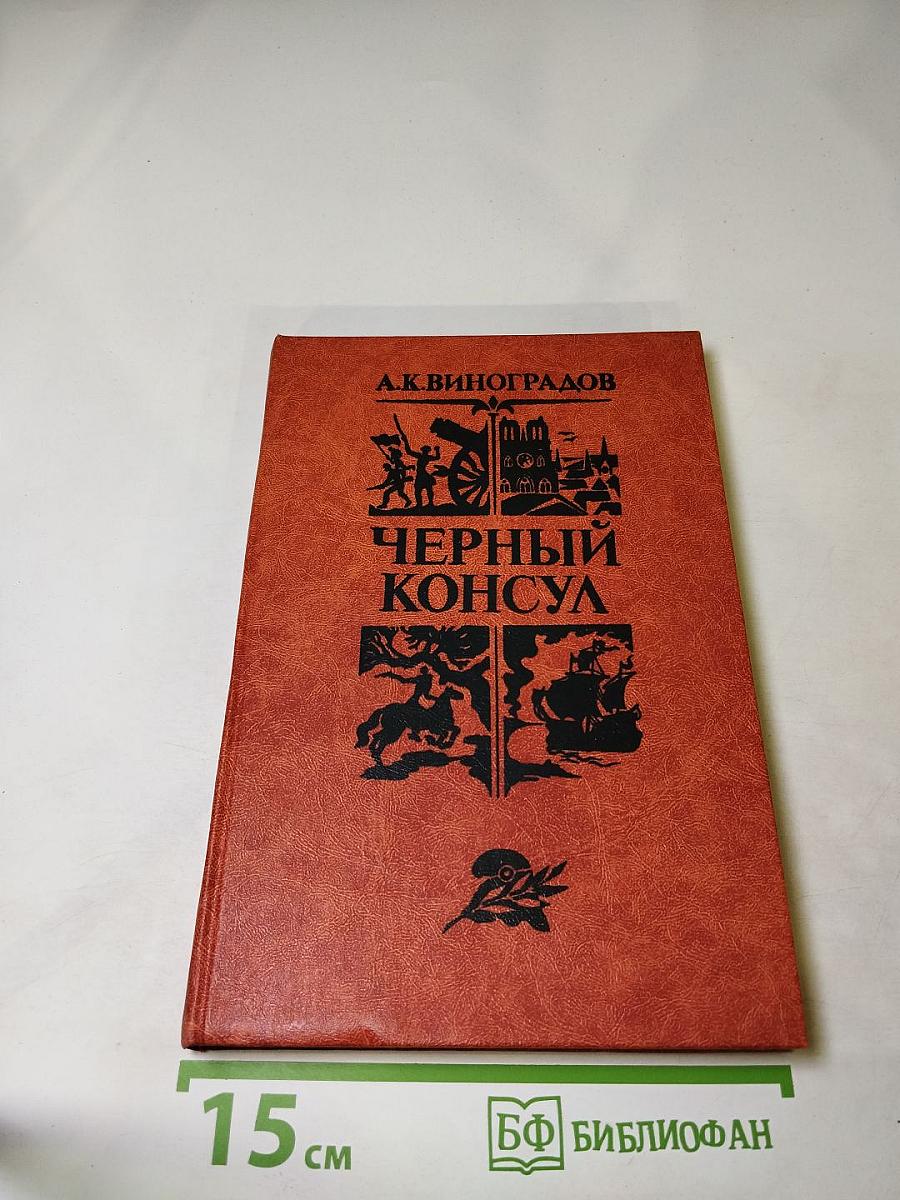 А.К.ВИНОГРАДОВ
ЧЕРНЫЙ
КОНСУЛ
15 см
БФ БИБЛИОФАН